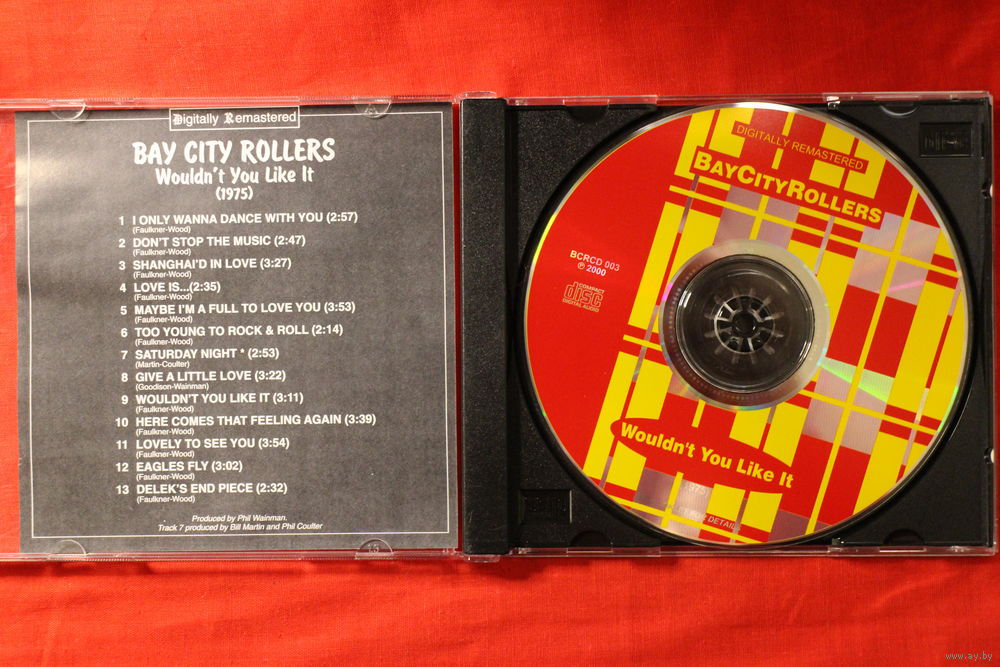 Digitally Remastered
BAY CITY ROLLERS
Wouldn't You Like It
(1975)
1 I ONLY WANNA DANCE WITH YOU (2:57)
(Faulkner-Wood)
2 DON'T STOP THE MUSIC (2:47)
(Faulkner-Wood)
3 SHANGHAI'D IN LOVE (3:27)
(Faulkner-Wood)
4 LOVE IS...(2:35)
(Faulkner-Wood)
5 MAYBE I'M A FULL TO LOVE YOU (3:53)
(Faulkner-Wood)
6 TOO YOUNG TO ROCK & ROLL (2:14)
(Faulkner-Wood)
7 SATURDAY NIGHT * (2:53)
(Martin-Coulter)
8 GIVE A LITTLE LOVE (3:22)
(Goodison-Wainman)
9 WOULDN'T YOU LIKE IT (3:11)
(Faulkner-Wood)
10 HERE COMES THAT FEELING AGAIN (3:39)
(Faulkner-Wood)
11 LOVELY TO SEE YOU (3:54)
(Faulkner-Wood)
12 EAGLES FLY (3:02)
(Faulkner-Wood)
13 DELEK'S END PIECE (2:32)
(Faulkner-Wood)
Produced by Phil Wainman.
Track 7 produced by Bill Martin and Phil Coulter
DIGITALLY REMASTERED
BAYCITYROLLERS
BCRCD 003
℗ 2000
COMPACT
disc
DIGITAL AUDIO
Wouldn't You Like It
1975
FOR DETAILS
www.ay.by